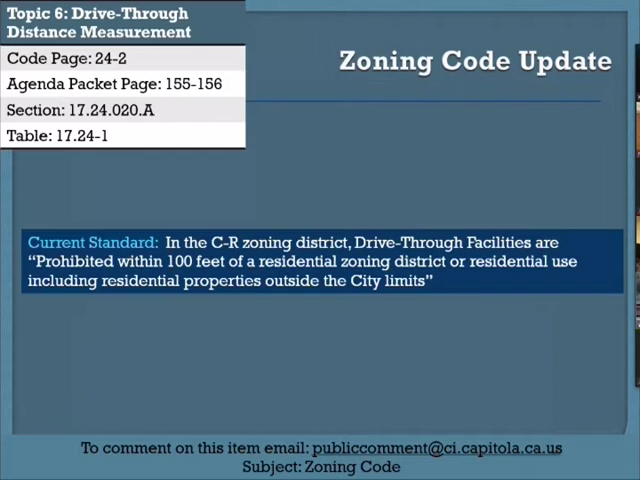 Topic 6: Drive-Through
Distance Measurement
Code Page: 24-2
Agenda Packet Page: 155-156
Section: 17.24.020.A
Table: 17.24-1
Zoning Code Update
Current Standard: In the C-R zoning district, Drive-Through Facilities are
“Prohibited within 100 feet of a residential zoning district or residential use
including residential properties outside the City limits”
To comment on this item email: publiccomment@ci.capitola.ca.us
Subject: Zoning Code